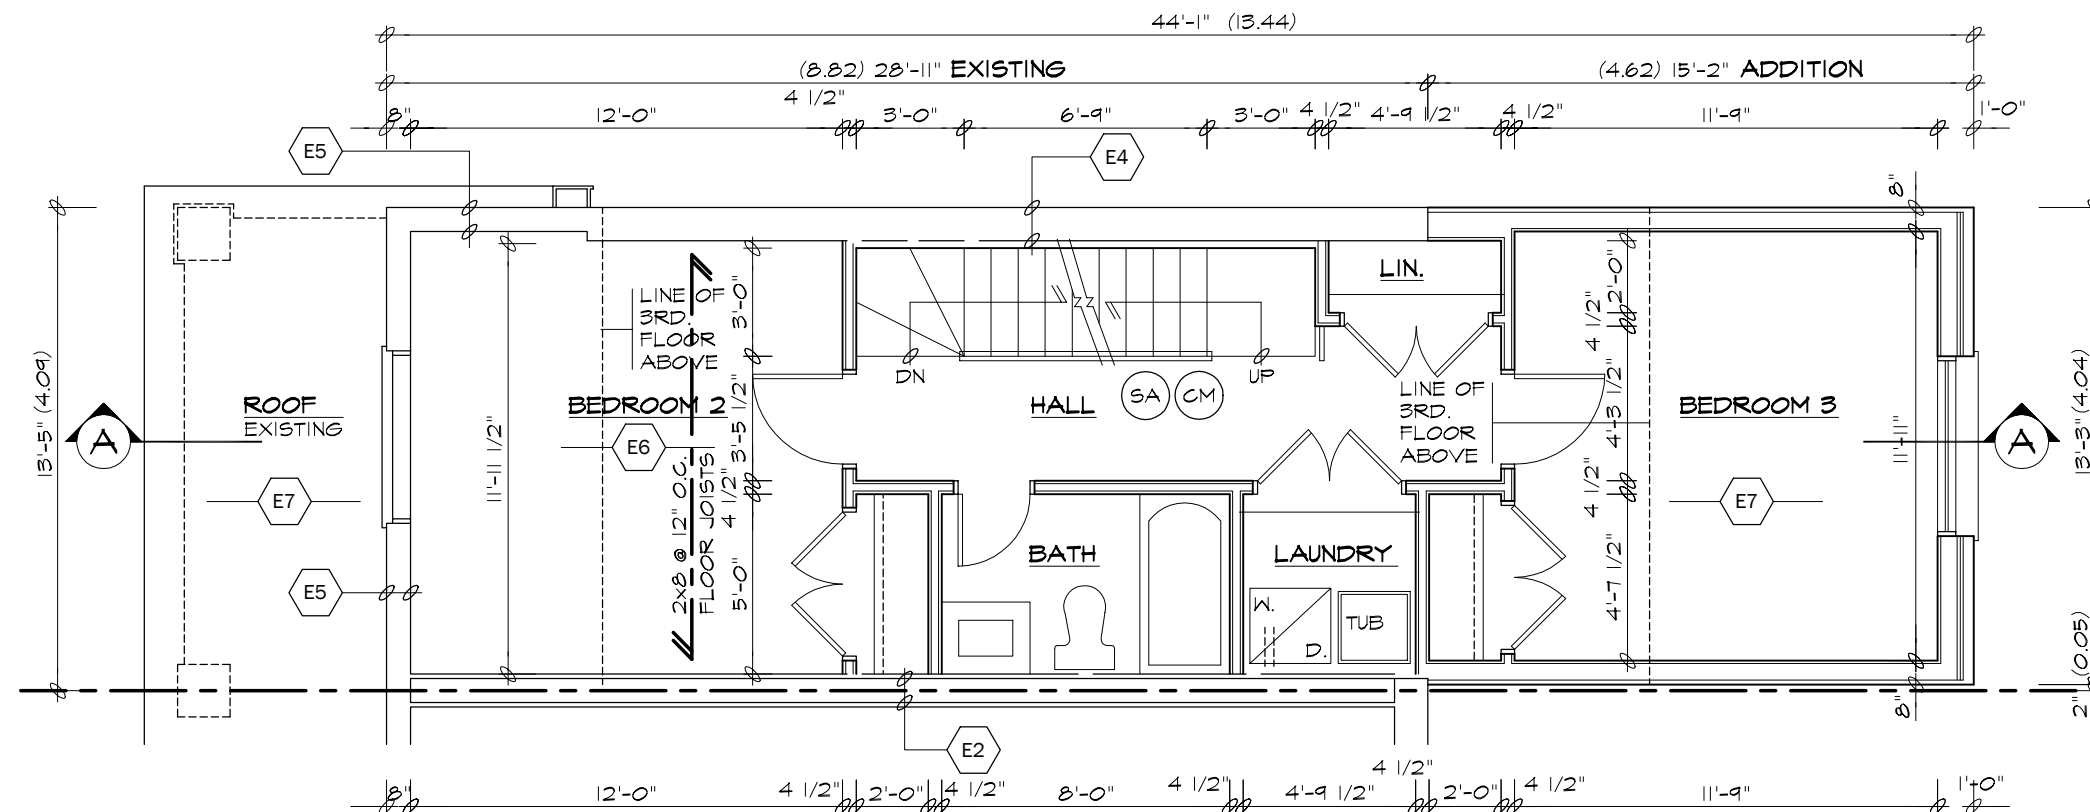 44'-1" (13.44)
(8.82) 28'-11" EXISTING
(4.62) 15'-2" ADDITION
8"
12'-0"
4 1/2"
3'-0"
6'-9"
3'-0"
4 1/2"
4'-9 1/2"
4 1/2"
11'-9"
1'-0"
E5
E4
8"
13'-5" (4.09)
13'-3" (4.04)
2" (0.05)
LINE OF
3RD.
FLOOR
ABOVE
3'-0"
LIN.
2'-0"
4 1/2"
DN
UP
SA
CM
ROOF
EXISTING
BEDROOM 2
HALL
LINE OF
3RD.
FLOOR
ABOVE
BEDROOM 3
A
A
E6
3'-5 1/2"
4'-3 1/2"
11'-11 1/2"
11'-11"
E7
E7
2x8 @ 12" O.C.
FLOOR JOISTS
4 1/2"
4 1/2"
BATH
LAUNDRY
5'-0"
4'-7 1/2"
E5
W.
D.
TUB
8"
E2
8"
12'-0"
4 1/2"
2'-0"
4 1/2"
8'-0"
4 1/2"
4'-9 1/2"
4 1/2"
2'-0"
4 1/2"
11'-9"
1'-0"